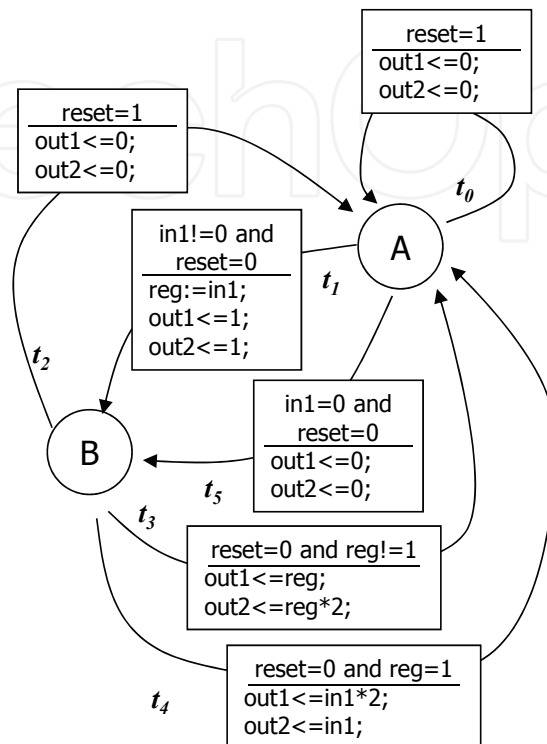 reset=1
out1<=0;
out2<=0;
reset=1
out1<=0;
out2<=0;
t0
A
in1!=0 and
reset=0
reg:=in1;
out1<=1;
out2<=1;
t1
t2
in1=0 and
reset=0
out1<=0;
out2<=0;
B
t5
t3
reset=0 and reg!=1
out1<=reg;
out2<=reg*2;
reset=0 and reg=1
out1<=in1*2;
out2<=in1;
t4